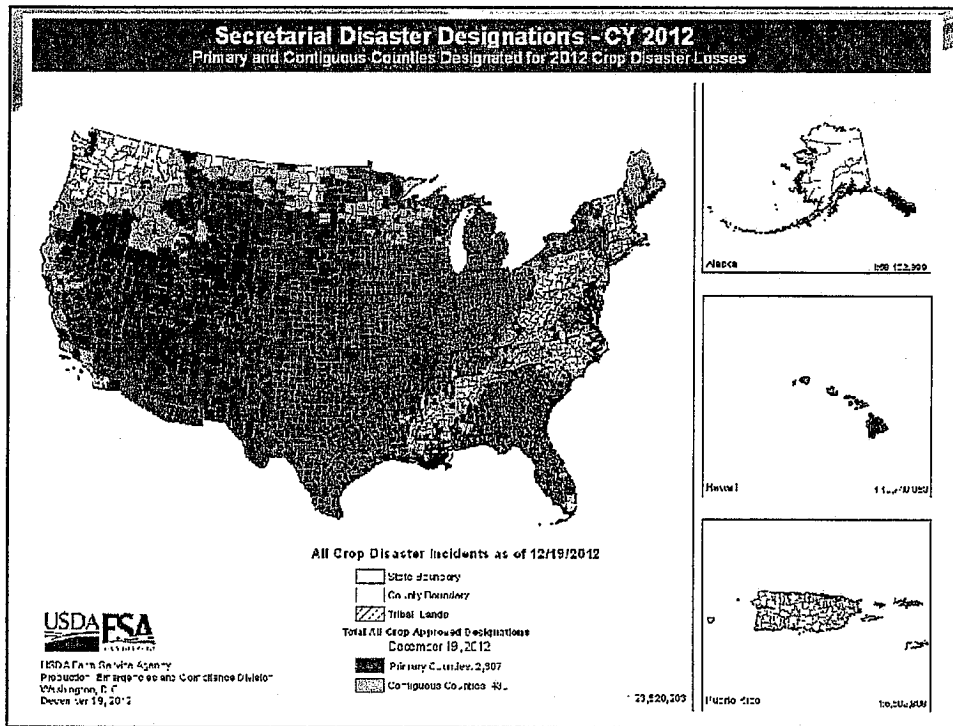 Secretarial Disaster Designations - CY 2012
Primary and Contiguous Counties Designated for 2012 Crop Disaster Losses
Alaska
Hawaii
All Crop Disaster Incidents as of 12/19/2012
State Boundary
County Boundary
Tribal Lands
Total All Crop Approved Designations
December 19, 2012
Primary Counties:
Contiguous Counties:
USDA FSA
USDA Farm Service Agency
Production, Emergencies and Compliance Division
Washington, D.C.
December 19, 2012
Puerto Rico